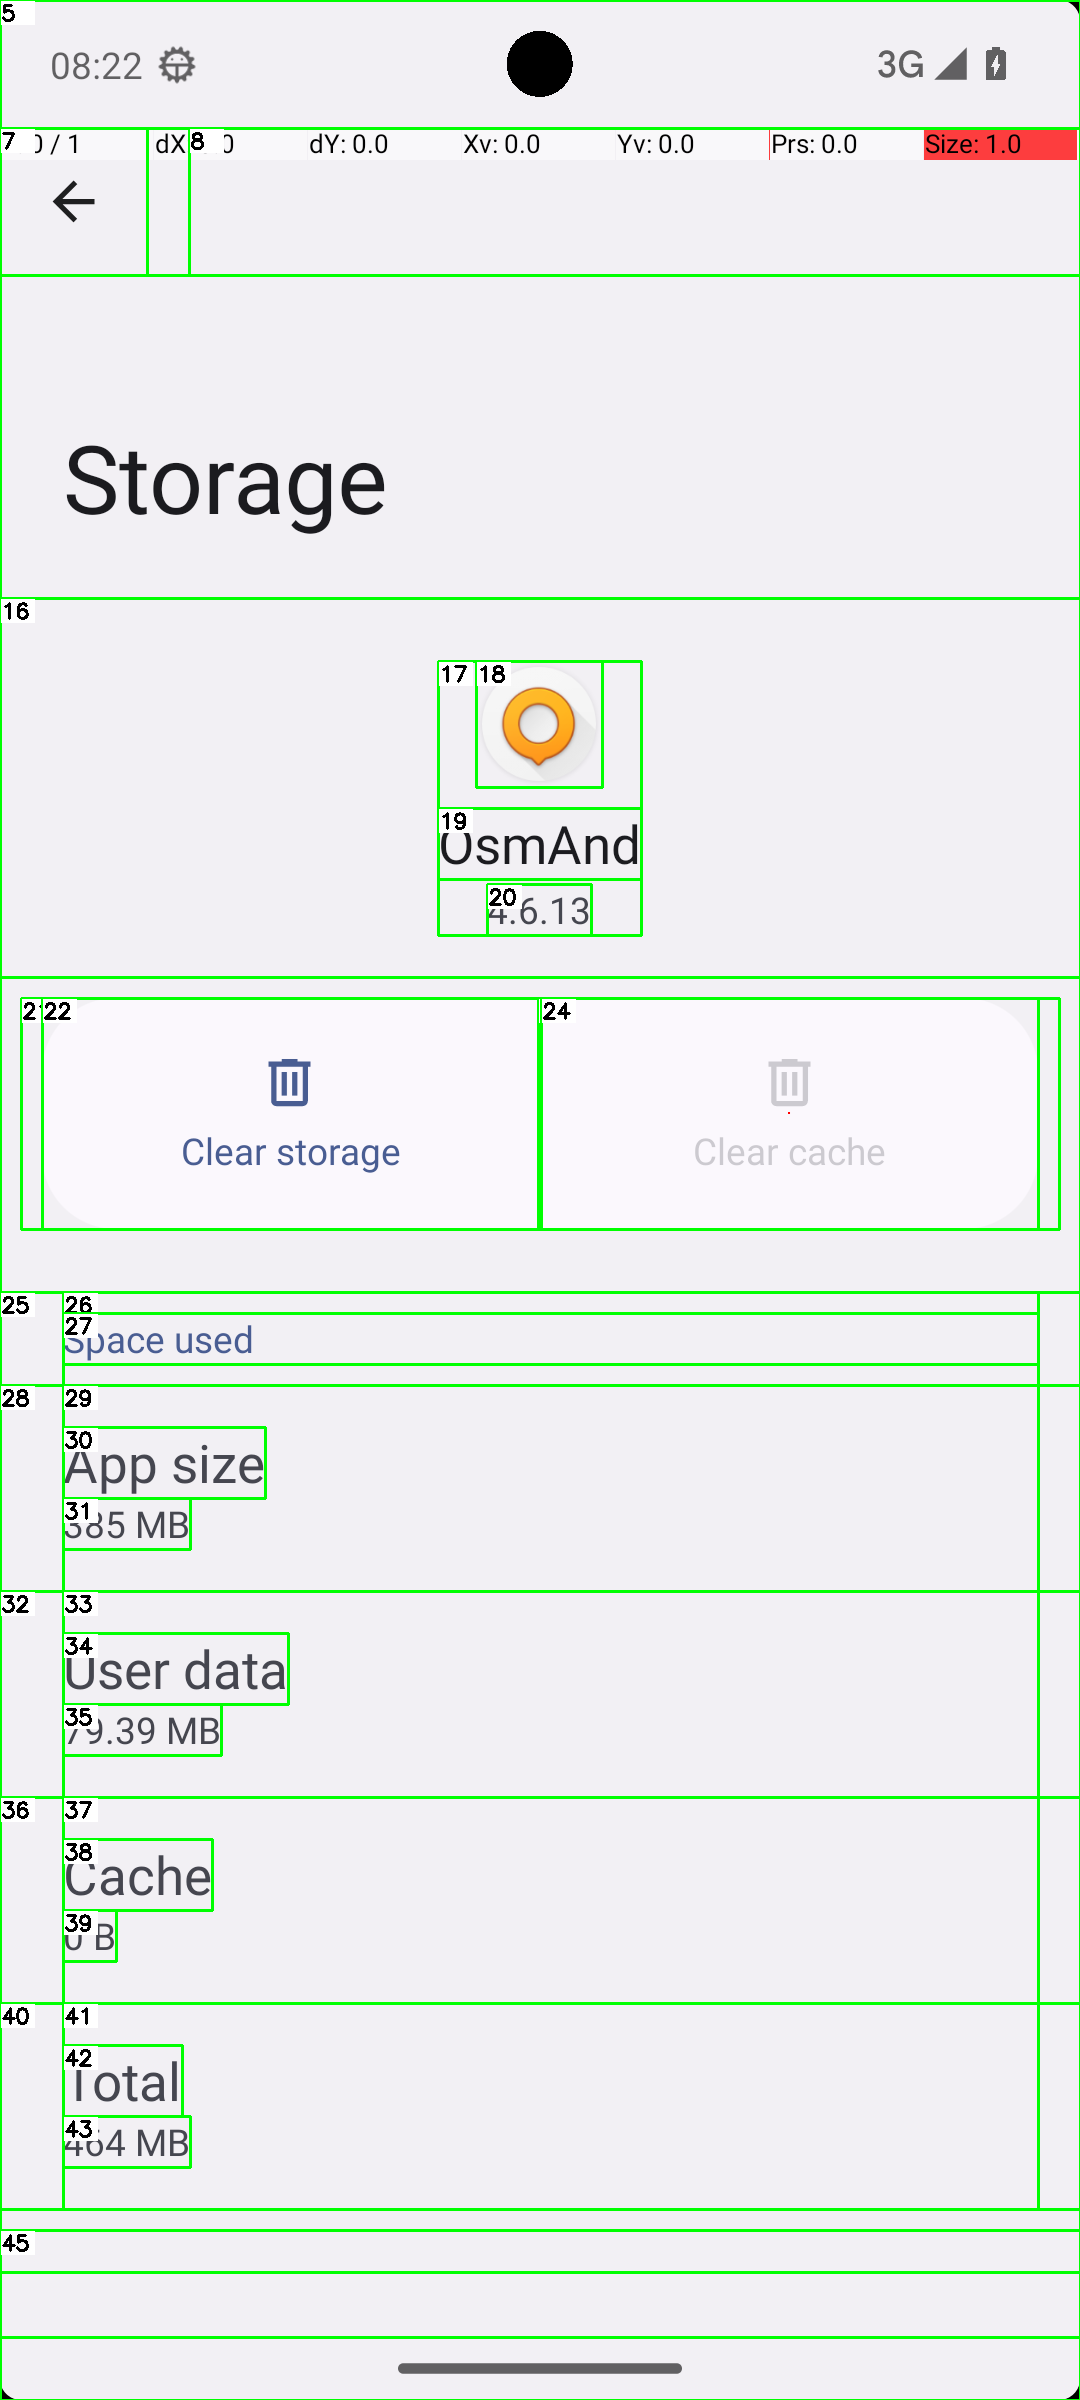 5
08:22 3G
7 0 / 1 dX 8 0 dY: 0.0 Xv: 0.0 Yv: 0.0 Prs: 0.0 Size: 1.0
Storage
16
17 18
19
OsmAnd
20
4.6.13
22 24
Clear storage Clear cache
25 26
27
Space used
28 29
30
App size
31
385 MB
32 33
34
User data
35
79.39 MB
36 37
38
Cache
39
0 B
40 41
42
Total
43
464 MB
45